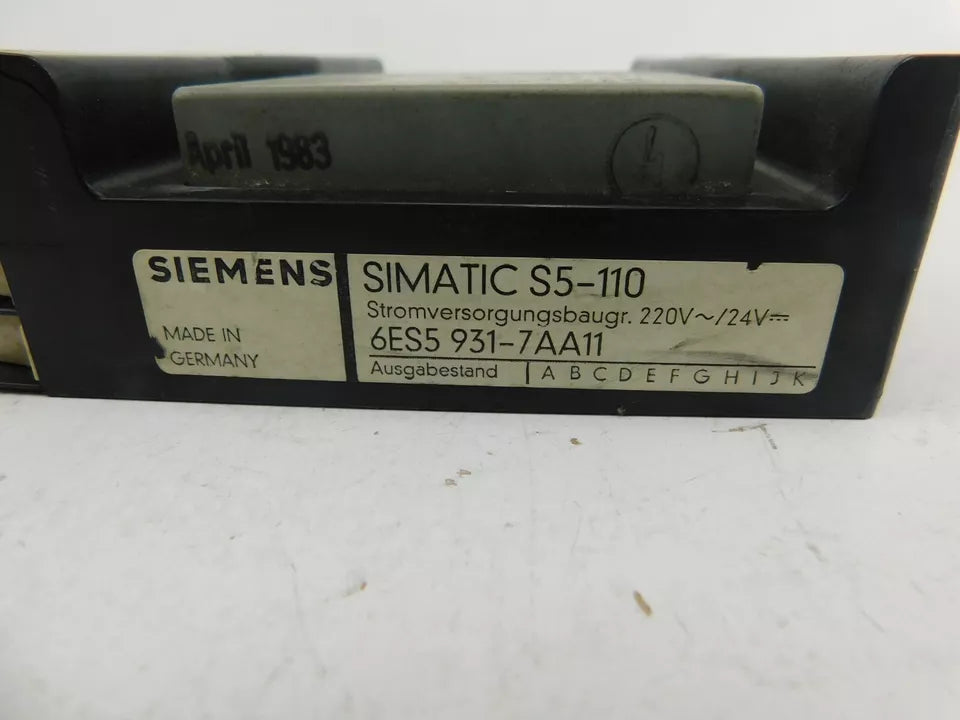 April 1983
SIEMENS
MADE IN
GERMANY
SIMATIC S5-110
Stromversorgungsbaugr. 220V~/24V⎓
6ES5 931-7AA11
Ausgabestand A B C D E F G H I J K